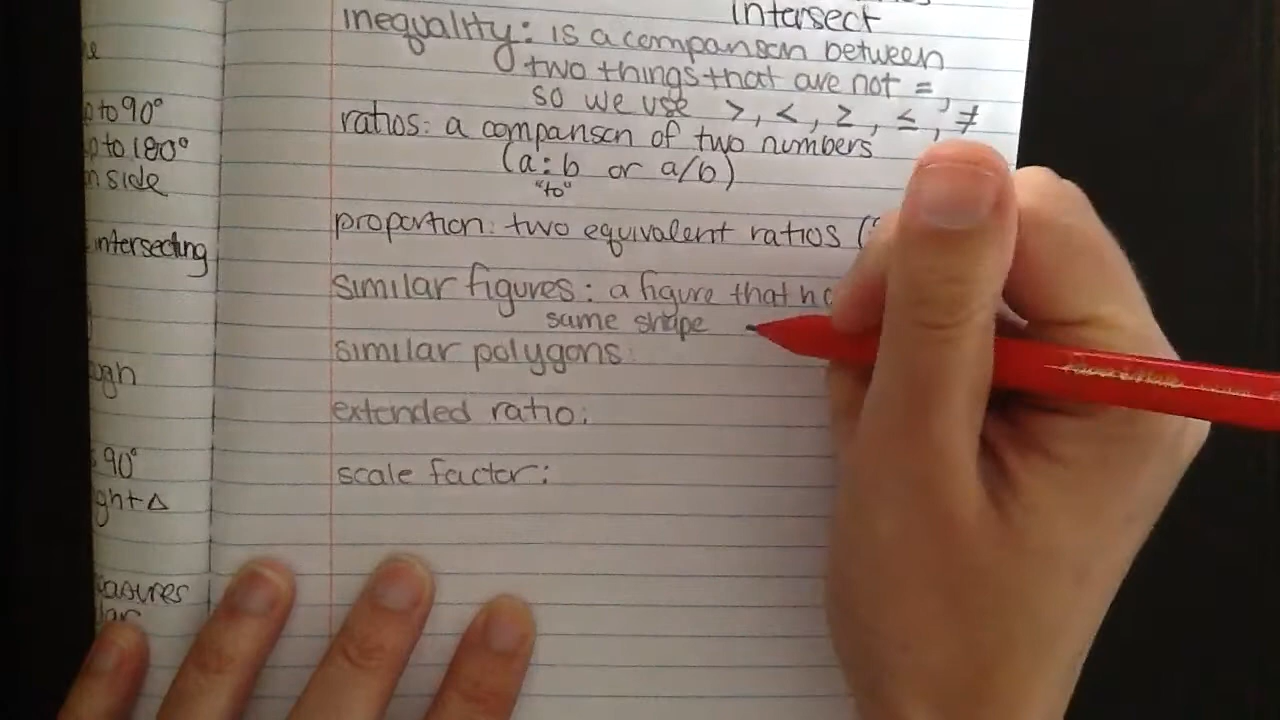 intersect
inequality: is a comparison between
two things that are not =,
so we use >, <, ≥, ≤, ≠
ratios: a comparison of two numbers
(a:b or a/b)
"to"
proportion: two equivalent ratios (
similar figures: a figure that
same shape
similar polygons:
extended ratio:
scale factor:
to 90°
to 180°
side
intersecting
90°